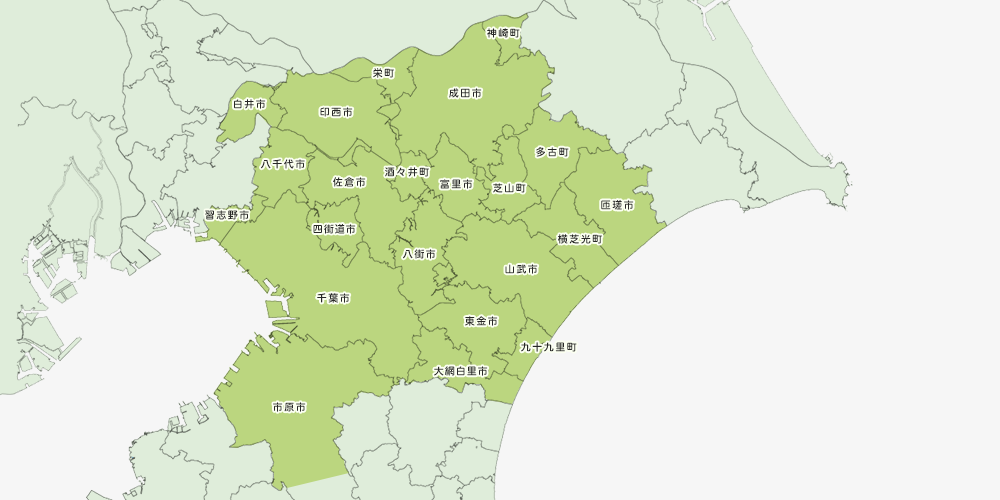 神崎町
栄町
成田市
白井市
印西市
多古町
八千代市
酒々井町
佐倉市
富里市
芝山町
匝瑳市
習志野市
四街道市
横芝光町
八街市
山武市
千葉市
東金市
九十九里町
大網白里市
市原市